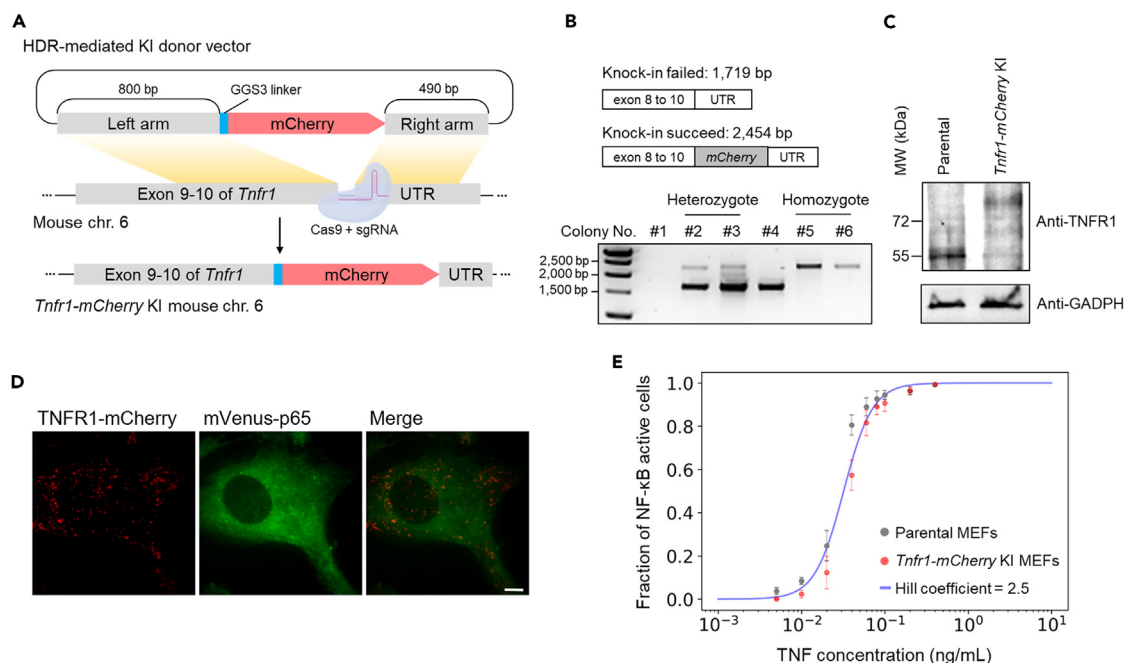 A
HDR-mediated KI donor vector
800 bp
GGS3 linker
490 bp
Left arm
mCherry
Right arm
Exon 9-10 of Tnfr1
UTR
Mouse chr. 6
Cas9 + sgRNA
Exon 9-10 of Tnfr1
mCherry
UTR
Tnfr1-mCherry KI mouse chr. 6
B
Knock-in failed: 1,719 bp
exon 8 to 10
UTR
Knock-in succeed: 2,454 bp
exon 8 to 10
mCherry
UTR
Heterozygote
Homozygote
Colony No.
#1
#2
#3
#4
#5
#6
2,500 bp
2,000 bp
1,500 bp
C
MW (kDa)
Parental
Tnfr1-mCherry KI
72
55
Anti-TNFR1
Anti-GADPH
D
TNFR1-mCherry
mVenus-p65
Merge
E
Fraction of NF-κB active cells
1.0
0.8
0.6
0.4
0.2
0.0
Parental MEFs
Tnfr1-mCherry KI MEFs
Hill coefficient = 2.5
10⁻³
10⁻²
10⁻¹
10⁰
10¹
TNF concentration (ng/mL)